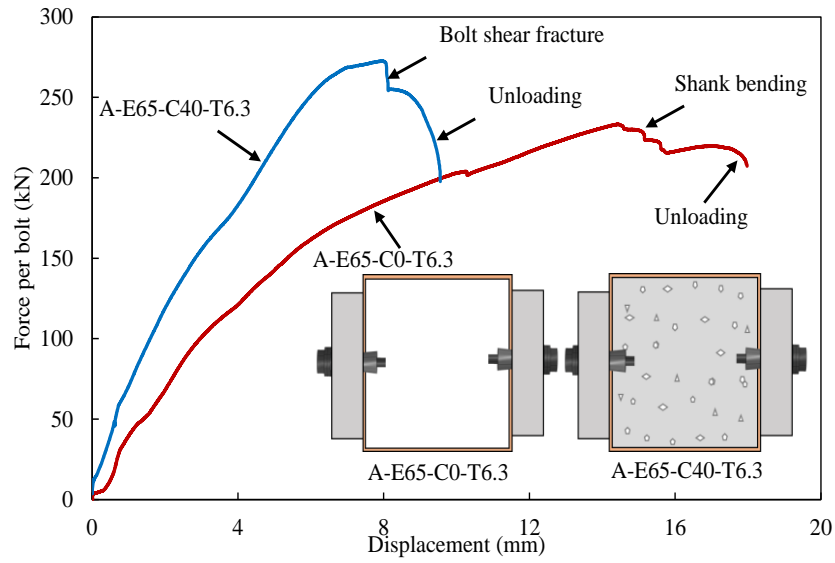 300
250
200
150
100
50
0
Force per bolt (kN)
Bolt shear fracture
A-E65-C40-T6.3
Unloading
Shank bending
Unloading
A-E65-C0-T6.3
A-E65-C0-T6.3
A-E65-C40-T6.3
0
4
8
12
16
20
Displacement (mm)